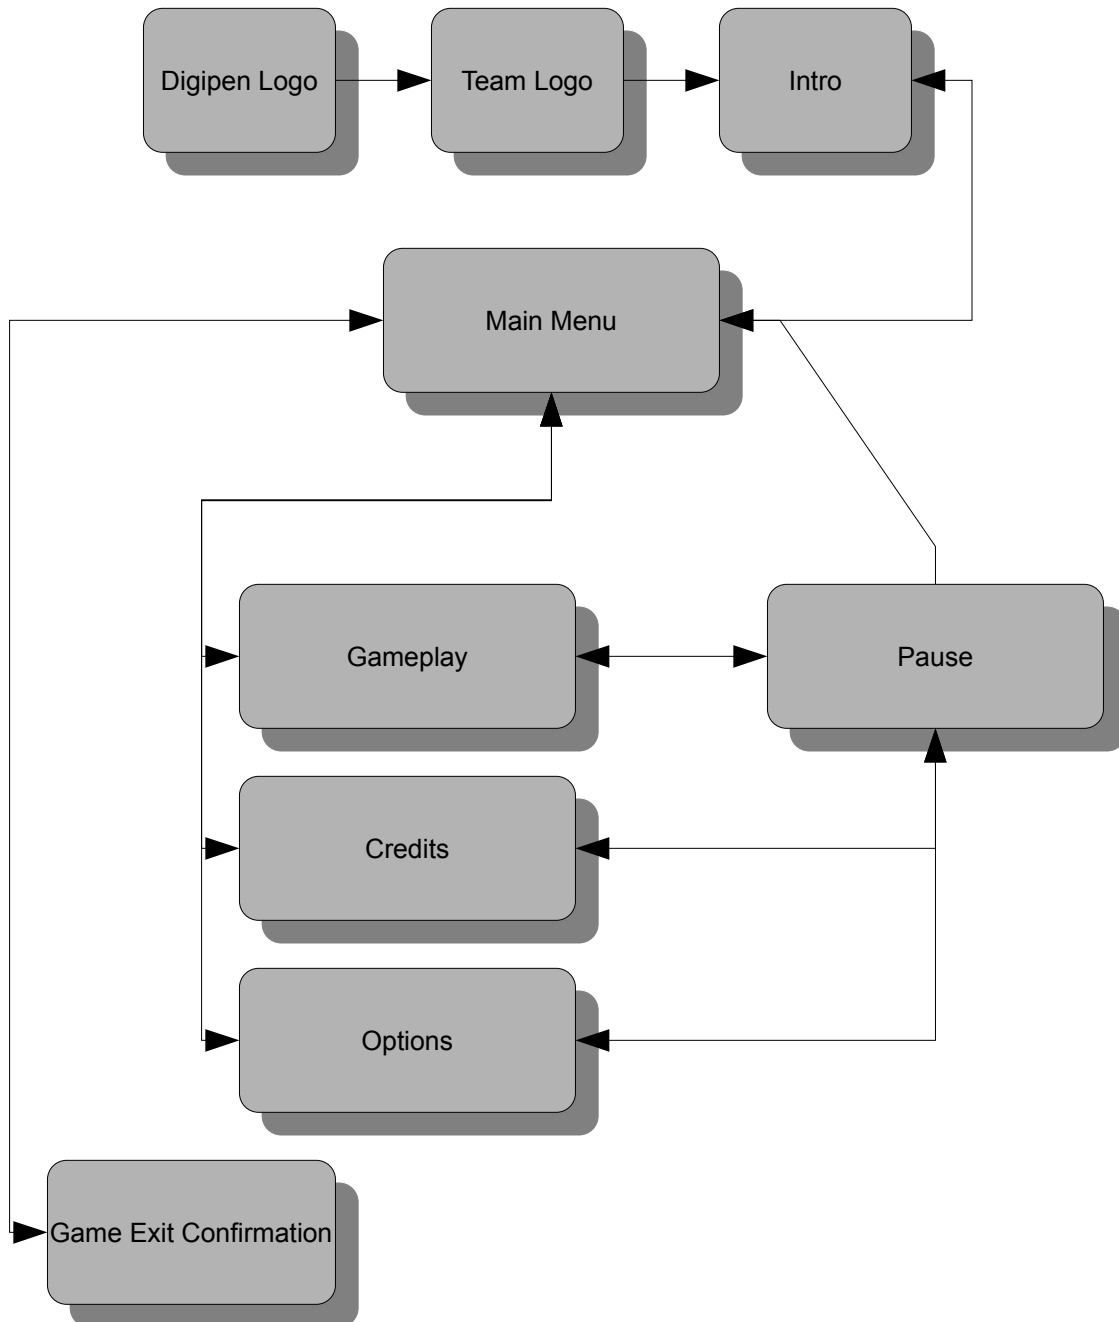 Digipen Logo
Team Logo
Intro
Main Menu
Gameplay
Pause
Credits
Options
Game Exit Confirmation